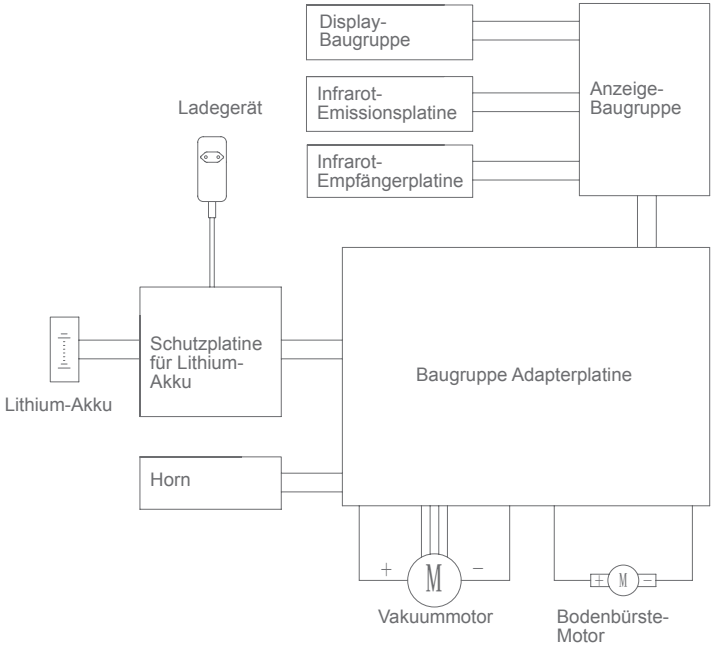 Display-
Baugruppe
Infrarot-
Emissionsplatine
Infrarot-
Empfängerplatine
Anzeige-
Baugruppe
Ladegerät
Schutzplatine
für Lithium-
Akku
Lithium-Akku
Baugruppe Adapterplatine
Horn
+ M −
Vakuummotor
+ M −
Bodenbürste-
Motor